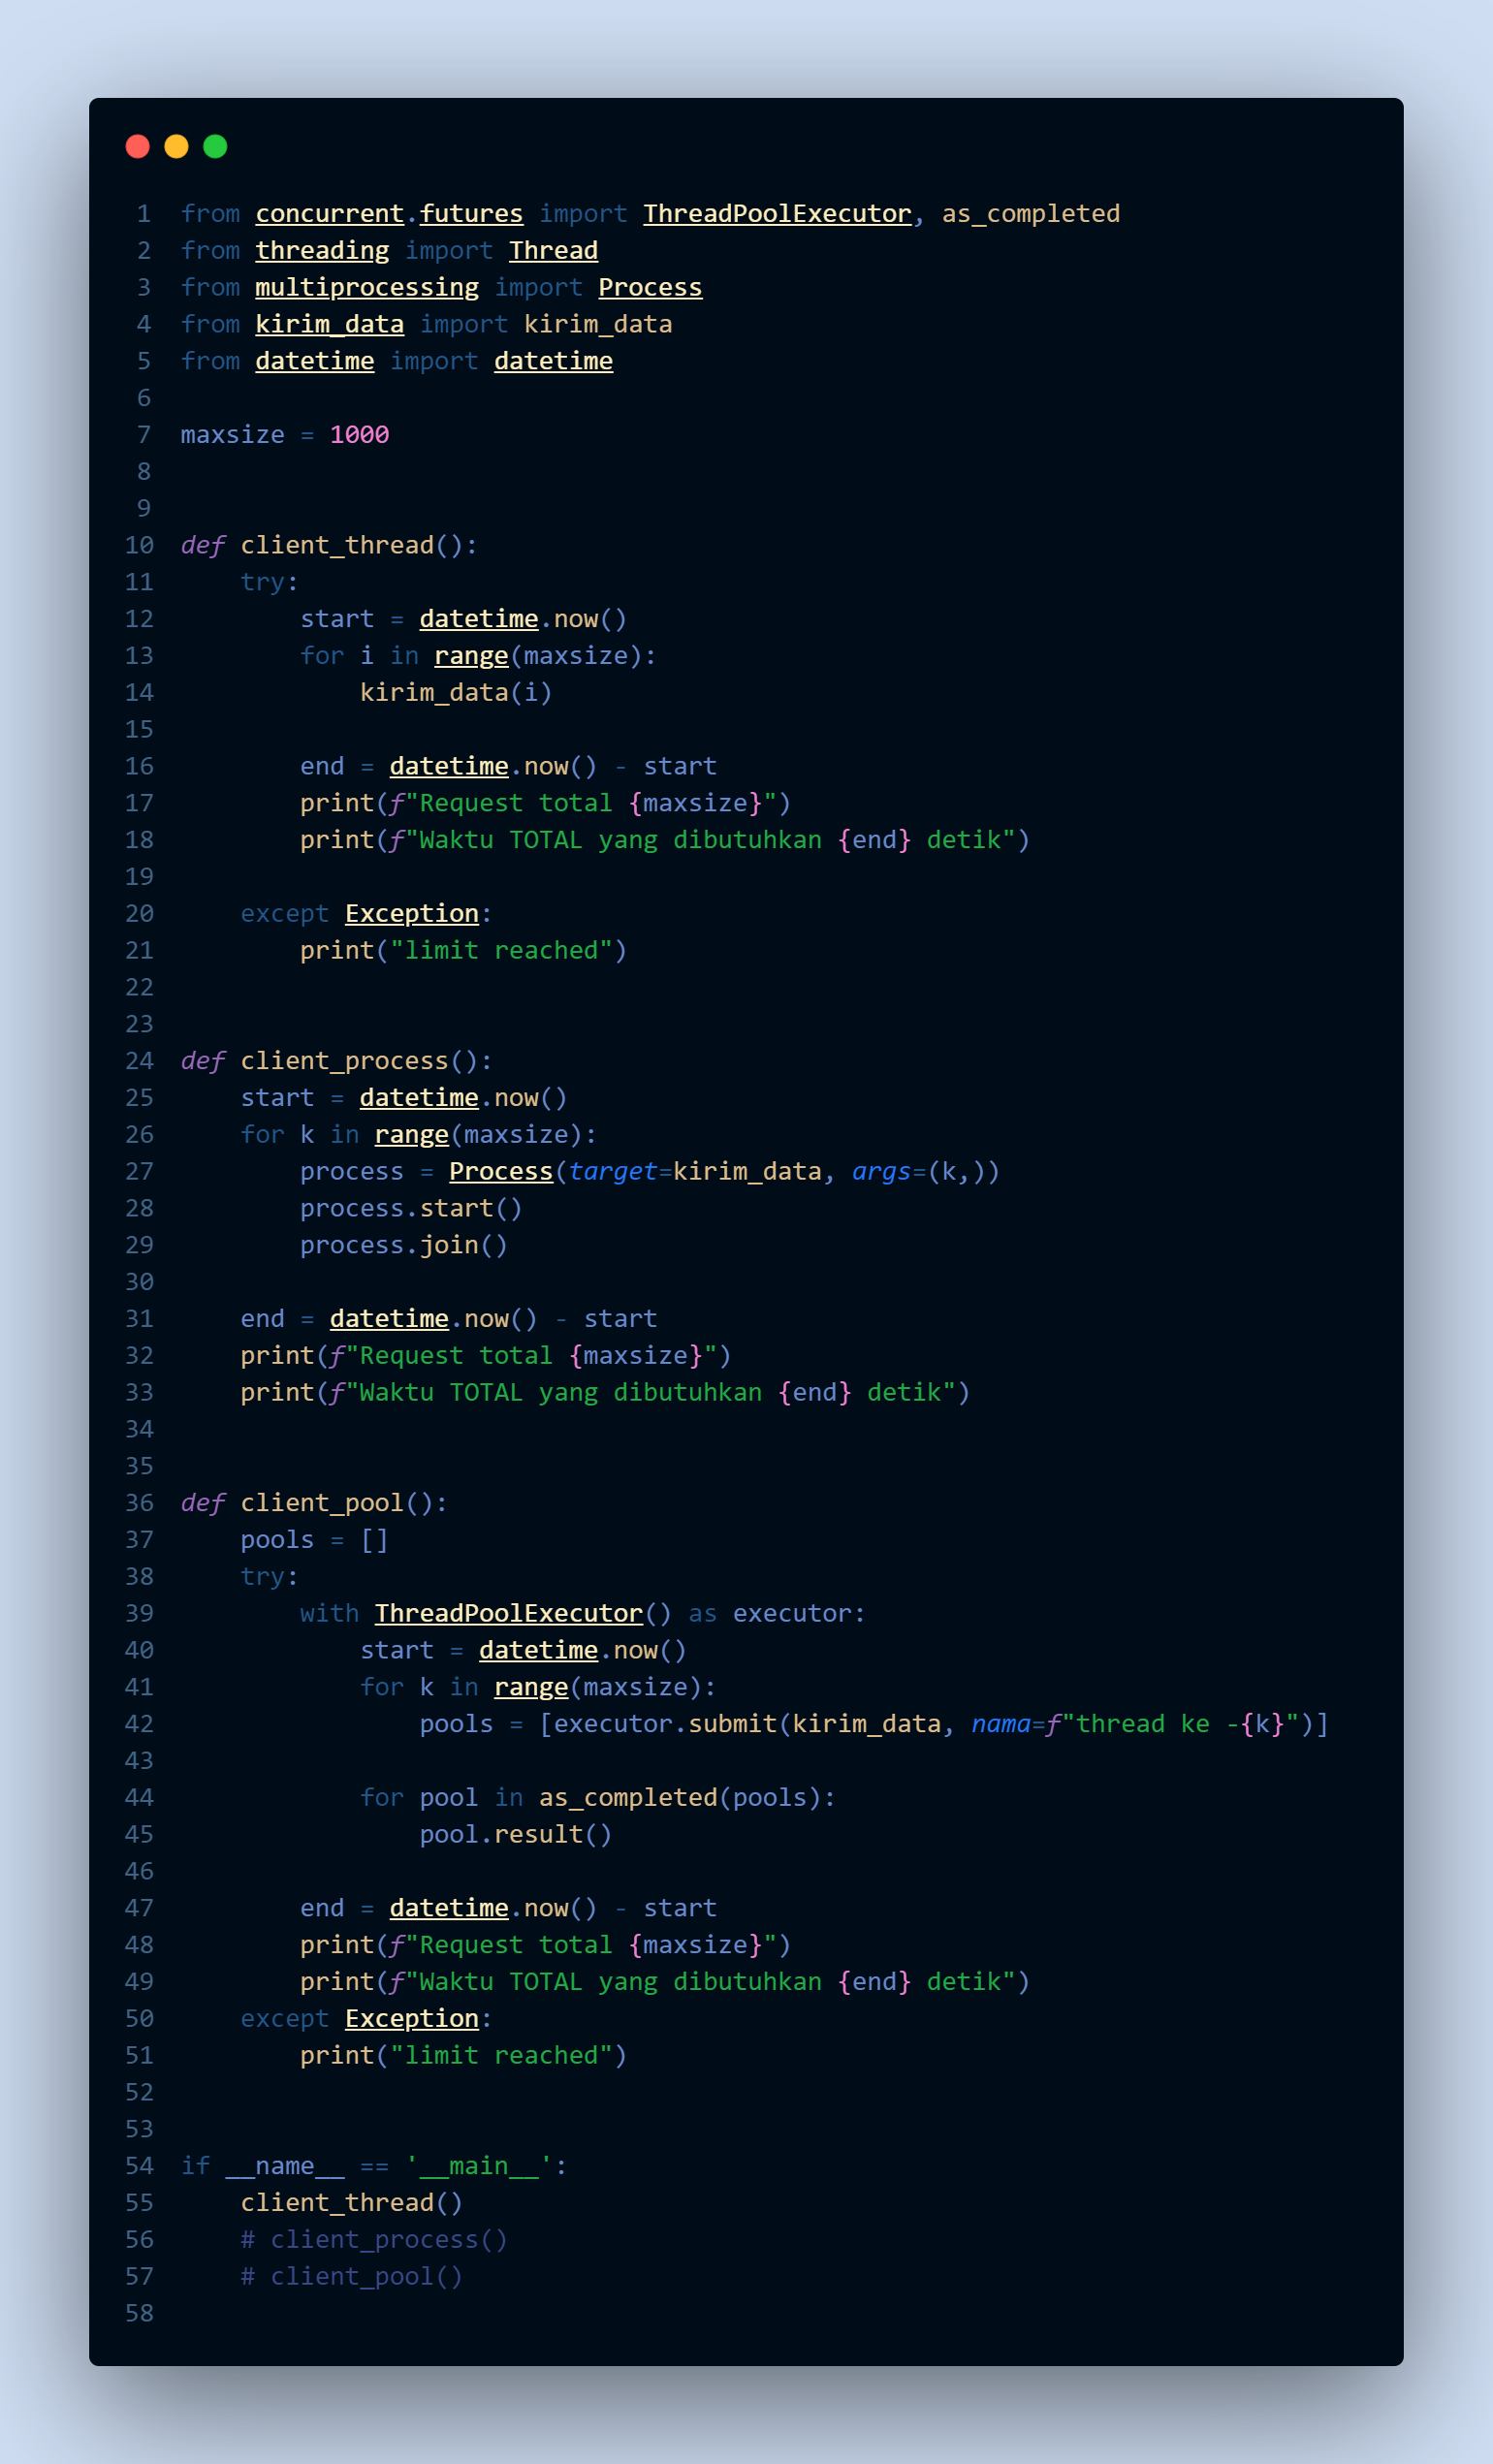 1 from concurrent.futures import ThreadPoolExecutor, as_completed
2 from threading import Thread
3 from multiprocessing import Process
4 from kirim_data import kirim_data
5 from datetime import datetime
6
7 maxsize = 1000
8
9
10 def client_thread():
11     try:
12         start = datetime.now()
13         for i in range(maxsize):
14             kirim_data(i)
15
16         end = datetime.now() - start
17         print(f"Request total {maxsize}")
18         print(f"Waktu TOTAL yang dibutuhkan {end} detik")
19
20     except Exception:
21         print("limit reached")
22
23
24 def client_process():
25     start = datetime.now()
26     for k in range(maxsize):
27         process = Process(target=kirim_data, args=(k,))
28         process.start()
29         process.join()
30
31     end = datetime.now() - start
32     print(f"Request total {maxsize}")
33     print(f"Waktu TOTAL yang dibutuhkan {end} detik")
34
35
36 def client_pool():
37     pools = []
38     try:
39         with ThreadPoolExecutor() as executor:
40             start = datetime.now()
41             for k in range(maxsize):
42                 pools = [executor.submit(kirim_data, nama=f"thread ke -{k}")]
43
44             for pool in as_completed(pools):
45                 pool.result()
46
47         end = datetime.now() - start
48         print(f"Request total {maxsize}")
49         print(f"Waktu TOTAL yang dibutuhkan {end} detik")
50     except Exception:
51         print("limit reached")
52
53
54 if __name__ == '__main__':
55     client_thread()
56     # client_process()
57     # client_pool()
58